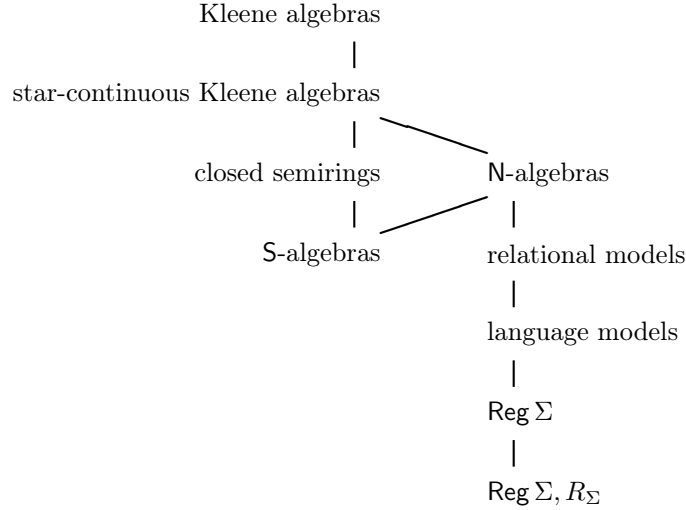 Kleene algebras
star-continuous Kleene algebras
closed semirings
N-algebras
S-algebras
relational models
language models
Reg Σ
Reg Σ, R_Σ